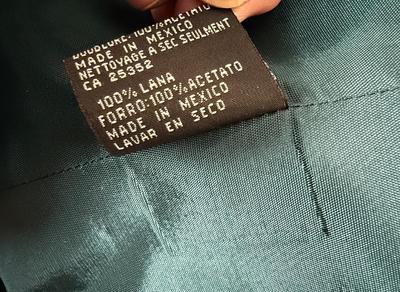 DOUBLURE: 100% ACETATO
MADE IN MEXICO
NETTOYAGE A SEC SEULMENT
CA 25352
100% LANA
FORRO: 100% ACETATO
MADE IN MEXICO
LAVAR EN SECO